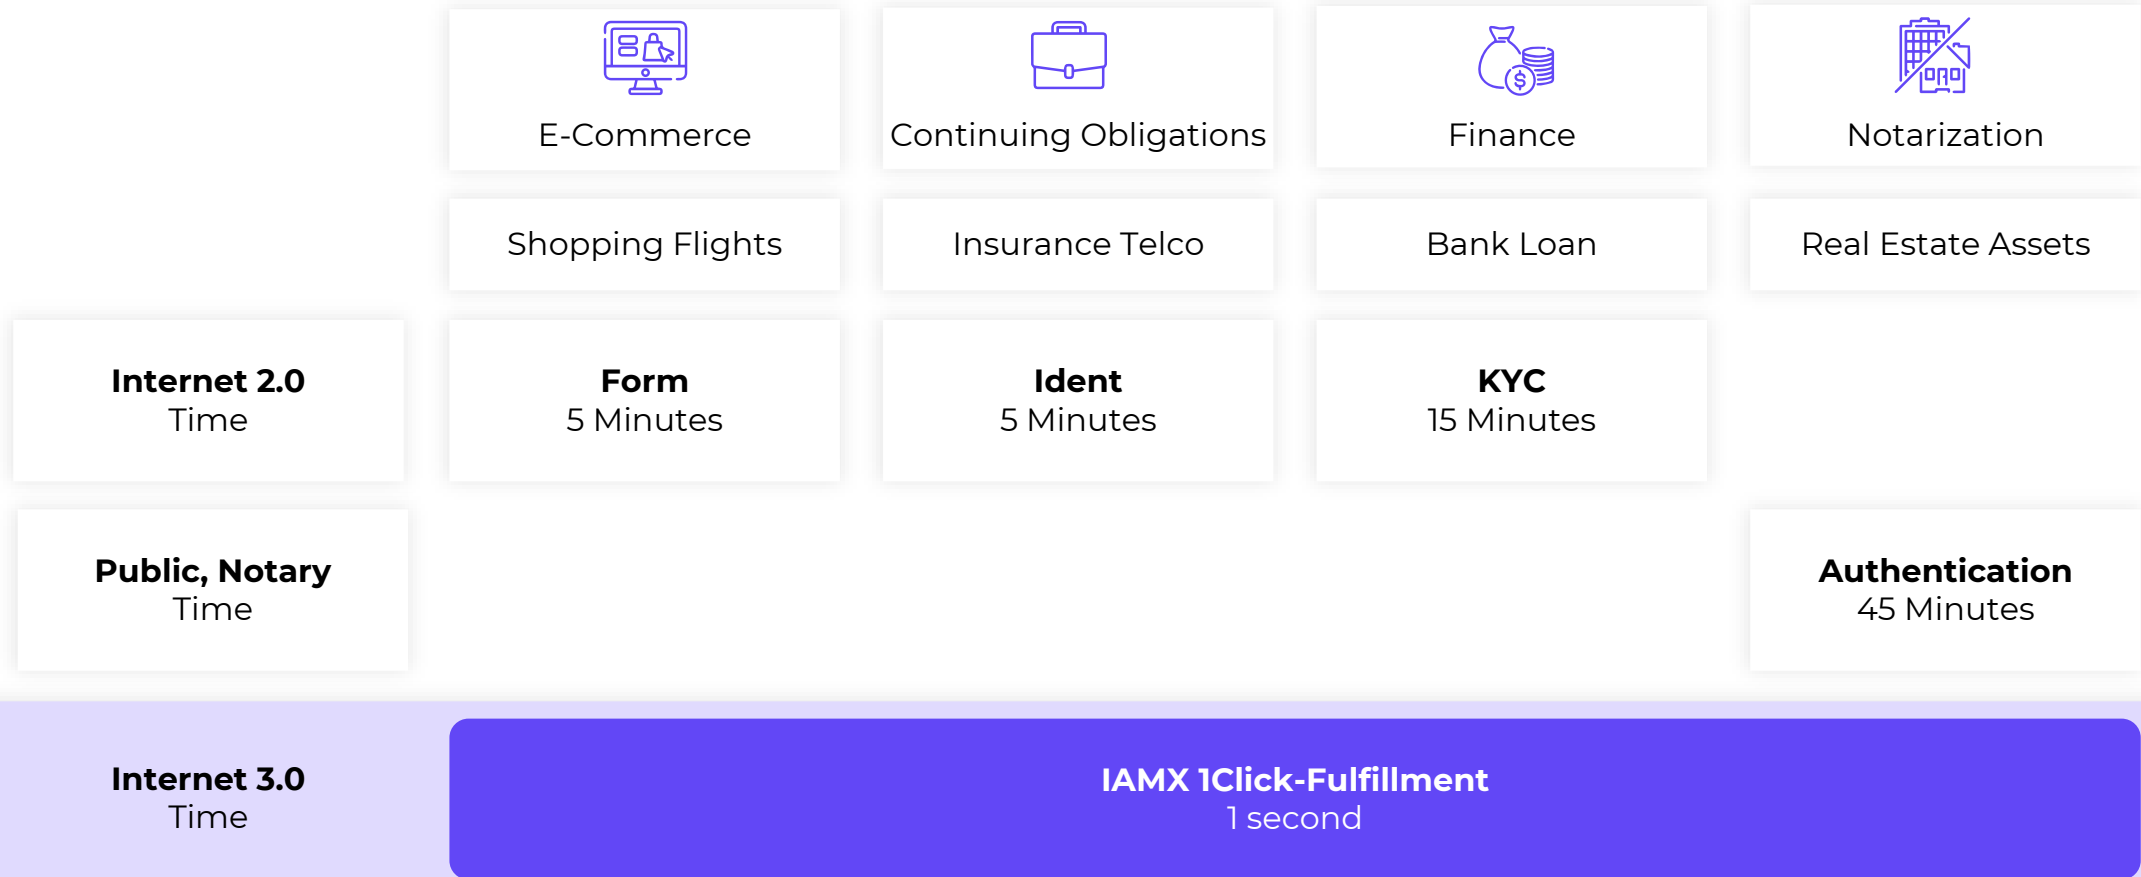 E-Commerce
Continuing Obligations
Finance
Notarization
Shopping Flights
Insurance Telco
Bank Loan
Real Estate Assets
Internet 2.0
Time
Form
5 Minutes
Ident
5 Minutes
KYC
15 Minutes
Public, Notary
Time
Authentication
45 Minutes
Internet 3.0
Time
IAMX 1Click-Fulfillment
1 second